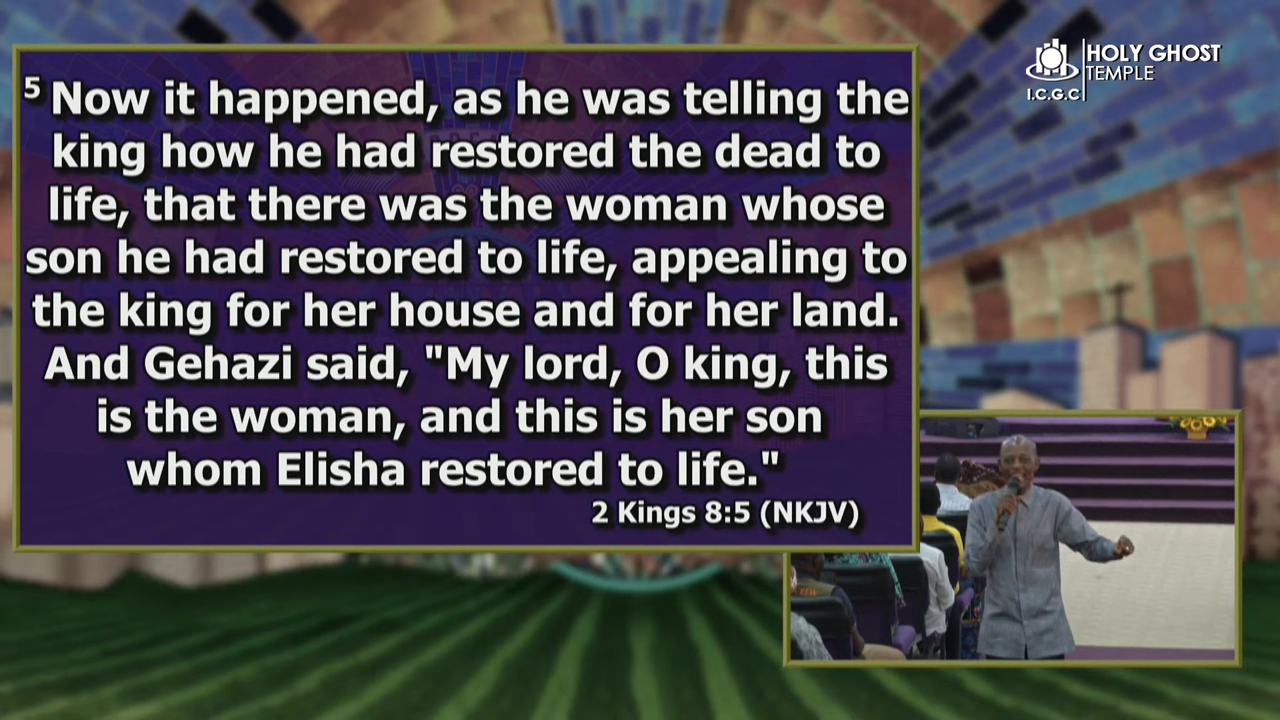 5 Now it happened, as he was telling the
king how he had restored the dead to
life, that there was the woman whose
son he had restored to life, appealing to
the king for her house and for her land.
And Gehazi said, "My lord, O king, this
is the woman, and this is her son
whom Elisha restored to life."
2 Kings 8:5 (NKJV)
HOLY GHOST
TEMPLE
I.C.G.C